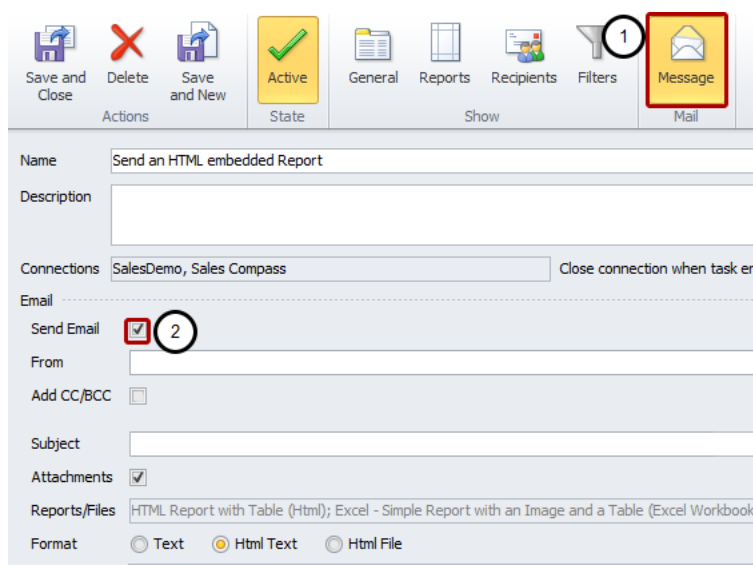 1
Save and Close
Delete
Save and New
Active
General
Reports
Recipients
Filters
Message
Actions
State
Show
Mail
Name Send an HTML embedded Report
Description
Connections SalesDemo, Sales Compass Close connection when task er
Email
Send Email 2
From
Add CC/BCC
Subject
Attachments
Reports/Files HTML Report with Table (Html); Excel - Simple Report with an Image and a Table (Excel Workbook
Format Text Html Text Html File